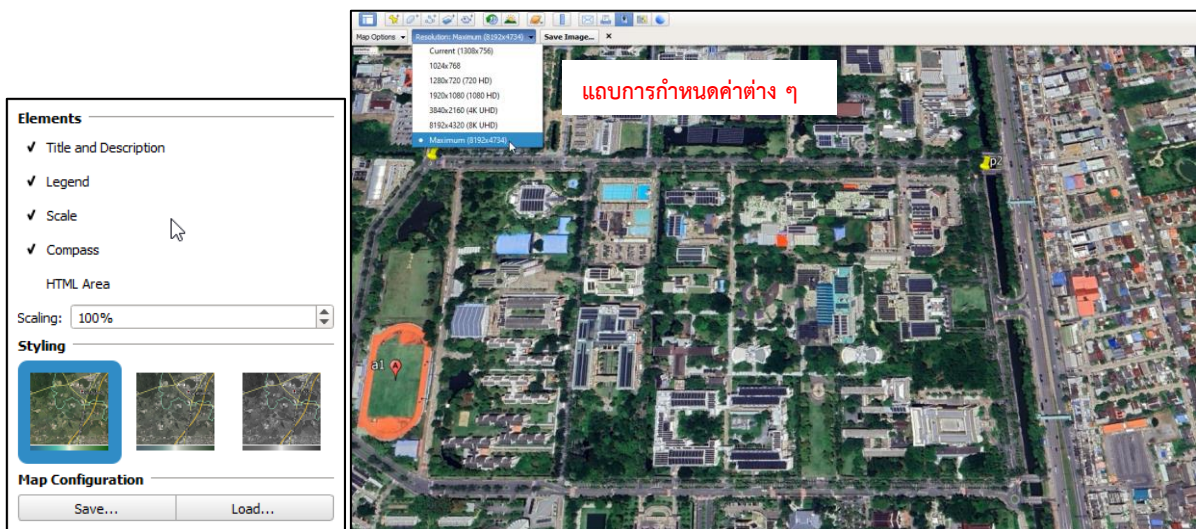 Elements
✓ Title and Description
✓ Legend
✓ Scale
✓ Compass
HTML Area
Scaling: 100%
Styling
Map Configuration
Save... Load...
Map Options Resolution: Maximum (8192x4734) Save Image... ×
Current (1308x756)
1024x768
1280x720 (720 HD)
1920x1080 (1080 HD)
3840x2160 (4K UHD)
8192x4320 (8K UHD)
Maximum (8192x4734)
แถบการกำหนดค่าต่าง ๆ
p2
a1
A